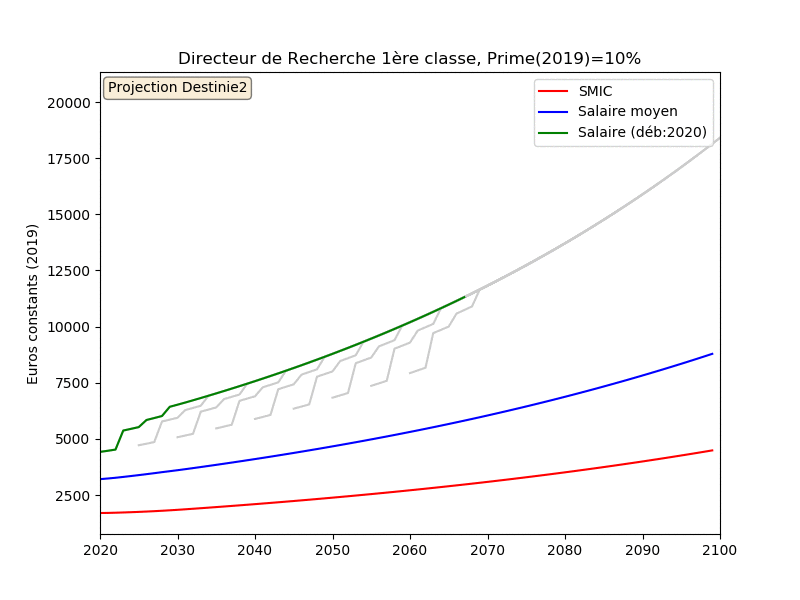 Directeur de Recherche 1ère classe, Prime(2019)=10%
Projection Destinie2
SMIC
Salaire moyen
Salaire (déb:2020)
Euros constants (2019)
20000
17500
15000
12500
10000
7500
5000
2500
2020 2030 2040 2050 2060 2070 2080 2090 2100